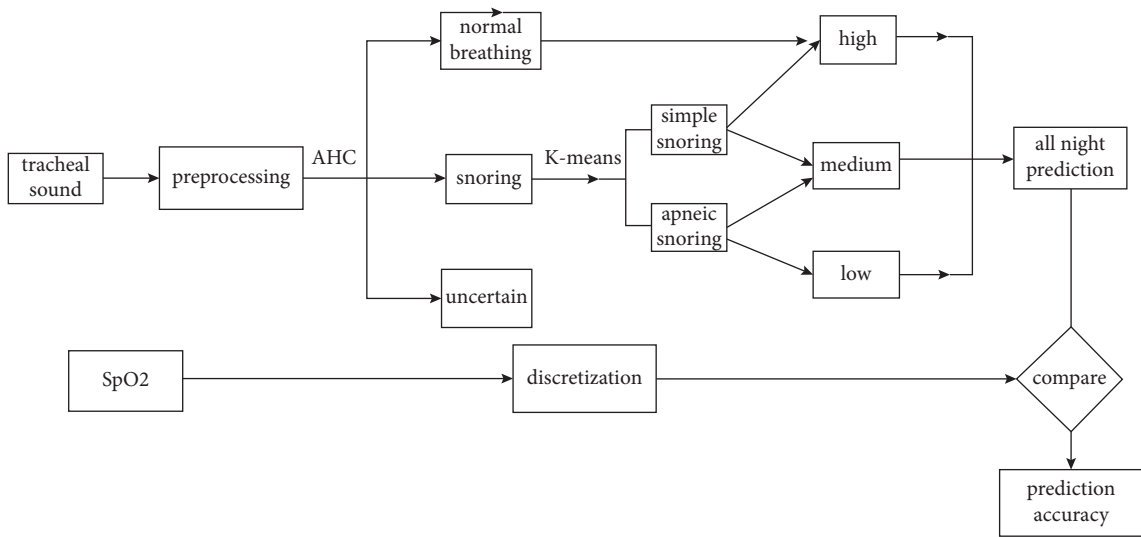 normal
breathing
high
simple
snoring
AHC
K-means
tracheal
sound
preprocessing
snoring
medium
all night
prediction
apneic
snoring
low
uncertain
SpO2
discretization
compare
prediction
accuracy